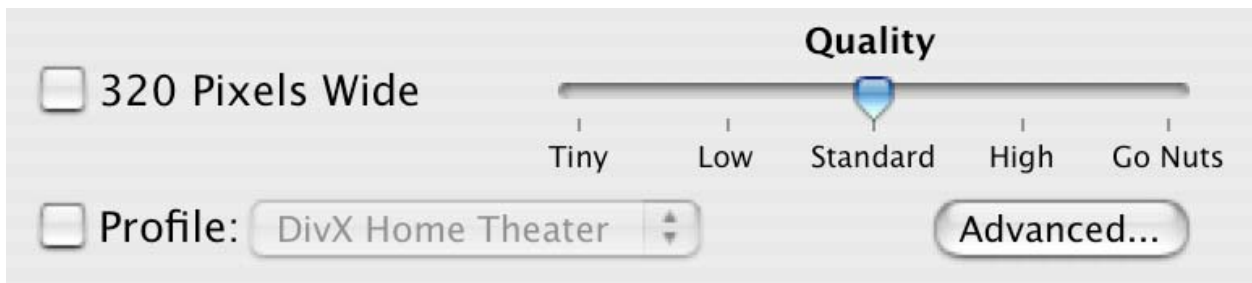 Quality
320 Pixels Wide
Tiny Low Standard High Go Nuts
Profile: DivX Home Theater Advanced...